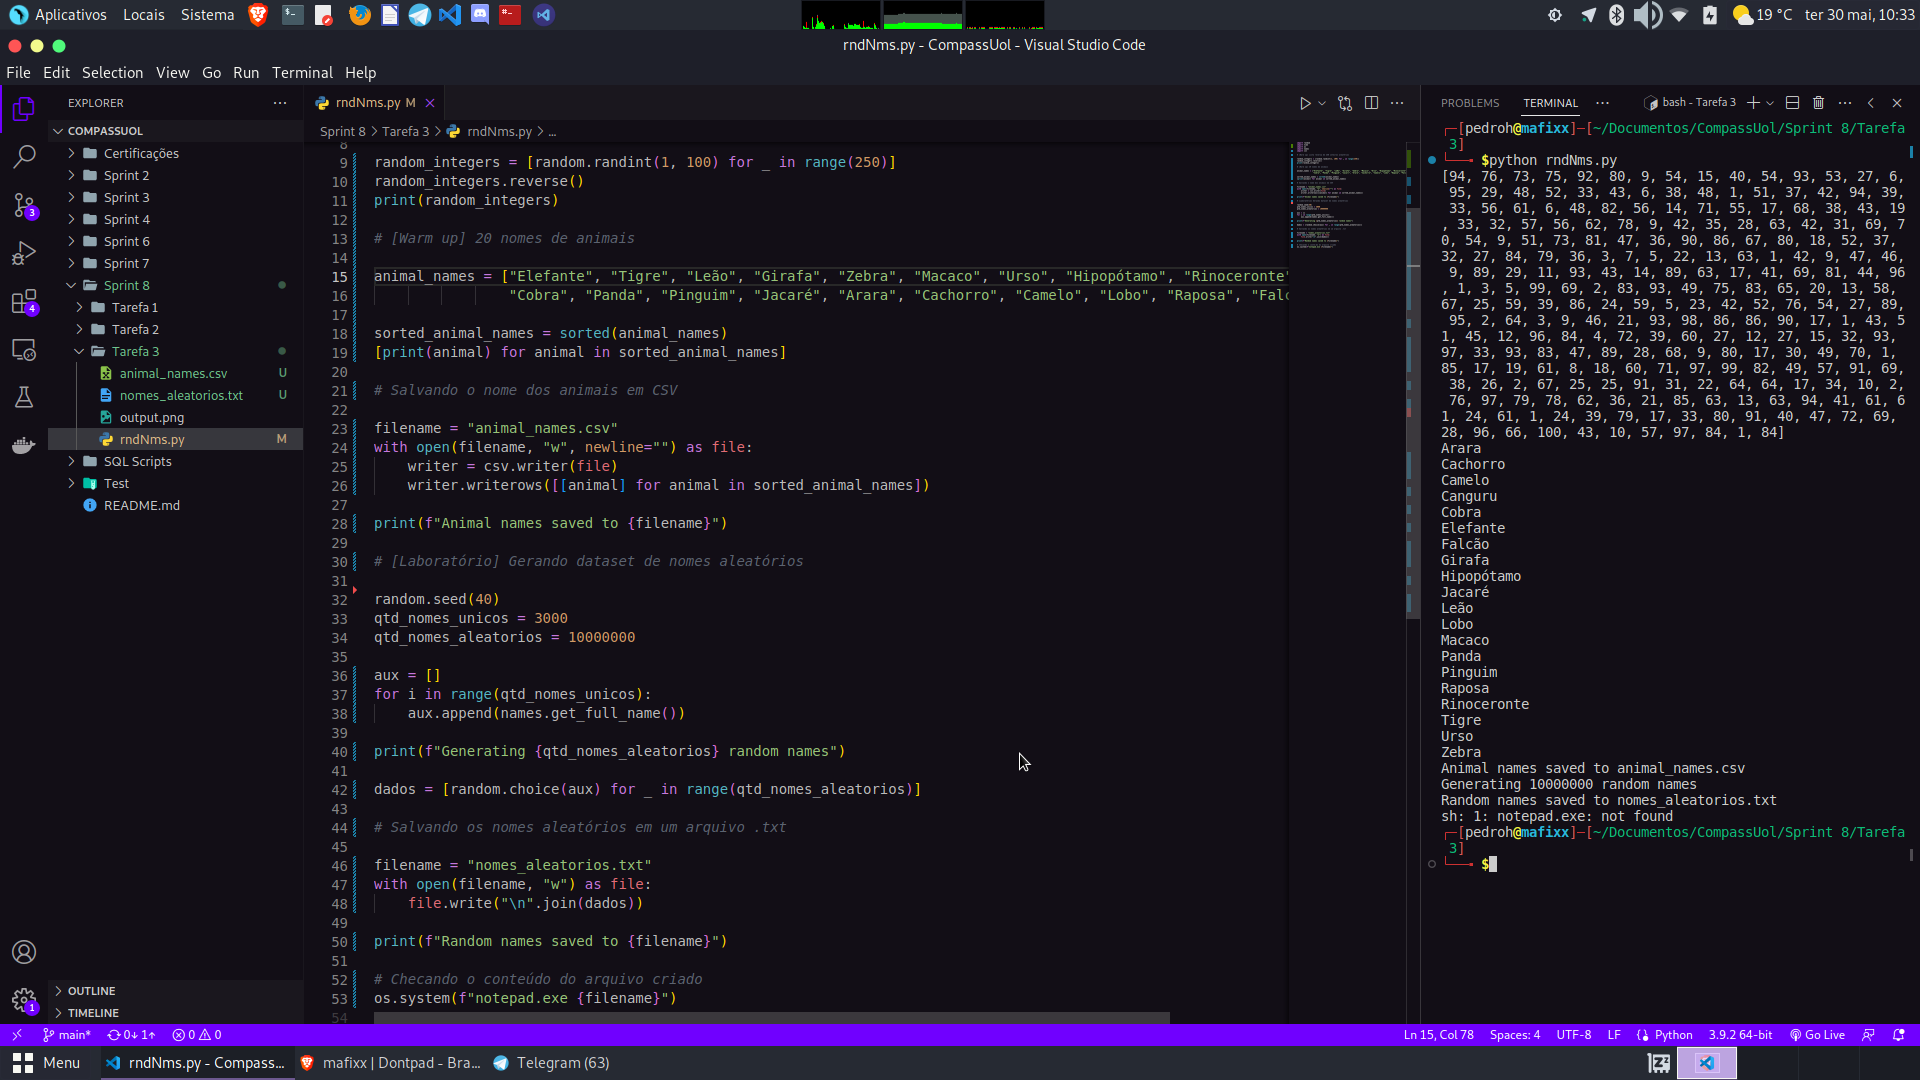 Aplicativos Locais Sistema 19 °C ter 30 mai, 10:33
rndNms.py - CompassUol - Visual Studio Code
File Edit Selection View Go Run Terminal Help
EXPLORER
COMPASSUOL
Certificações
Sprint 2
Sprint 3
Sprint 4
Sprint 6
Sprint 7
Sprint 8
Tarefa 1
Tarefa 2
Tarefa 3
animal_names.csv U
nomes_aleatorios.txt U
output.png
rndNms.py M
SQL Scripts
Test
README.md
OUTLINE
TIMELINE
3
4
1
rndNms.py M
Sprint 8 > Tarefa 3 > rndNms.py > ...
8
9 random_integers = [random.randint(1, 100) for _ in range(250)]
10 random_integers.reverse()
11 print(random_integers)
12
13 # [Warm up] 20 nomes de animais
14
15 animal_names = ["Elefante", "Tigre", "Leão", "Girafa", "Zebra", "Macaco", "Urso", "Hipopótamo", "Rinoceronte"
16 "Cobra", "Panda", "Pinguim", "Jacaré", "Arara", "Cachorro", "Camelo", "Lobo", "Raposa", "Falc
17
18 sorted_animal_names = sorted(animal_names)
19 [print(animal) for animal in sorted_animal_names]
20
21 # Salvando o nome dos animais em CSV
22
23 filename = "animal_names.csv"
24 with open(filename, "w", newline="") as file:
25 writer = csv.writer(file)
26 writer.writerows([[animal] for animal in sorted_animal_names])
27
28 print(f"Animal names saved to {filename}")
29
30 # [Laboratório] Gerando dataset de nomes aleatórios
31
32 random.seed(40)
33 qtd_nomes_unicos = 3000
34 qtd_nomes_aleatorios = 10000000
35
36 aux = []
37 for i in range(qtd_nomes_unicos):
38 aux.append(names.get_full_name())
39
40 print(f"Generating {qtd_nomes_aleatorios} random names")
41
42 dados = [random.choice(aux) for _ in range(qtd_nomes_aleatorios)]
43
44 # Salvando os nomes aleatórios em um arquivo .txt
45
46 filename = "nomes_aleatorios.txt"
47 with open(filename, "w") as file:
48 file.write("\n".join(dados))
49
50 print(f"Random names saved to {filename}")
51
52 # Checando o conteúdo do arquivo criado
53 os.system(f"notepad.exe {filename}")
54
PROBLEMS TERMINAL bash - Tarefa 3
[pedroh@mafixx]-[~/Documentos/CompassUol/Sprint 8/Tarefa
3]
$python rndNms.py
[94, 76, 73, 75, 92, 80, 9, 54, 15, 40, 54, 93, 53, 27, 6,
95, 29, 48, 52, 33, 43, 6, 38, 48, 1, 51, 37, 42, 94, 39,
33, 56, 61, 6, 48, 82, 56, 14, 71, 55, 17, 68, 38, 43, 19
, 33, 32, 57, 56, 62, 78, 9, 42, 35, 28, 63, 42, 31, 69, 7
0, 54, 9, 51, 73, 81, 47, 36, 90, 86, 67, 80, 18, 52, 37,
32, 27, 84, 79, 36, 3, 7, 5, 22, 13, 63, 1, 42, 9, 47, 46
, 9, 89, 29, 11, 93, 43, 14, 89, 63, 17, 41, 69, 81, 44, 96
, 1, 3, 5, 99, 69, 2, 83, 93, 49, 75, 83, 65, 20, 13, 58,
67, 25, 59, 39, 86, 24, 59, 5, 23, 42, 52, 76, 54, 27, 89,
95, 2, 64, 3, 9, 46, 21, 93, 98, 86, 86, 90, 17, 1, 43, 5
1, 45, 12, 96, 84, 4, 72, 39, 60, 27, 12, 27, 15, 32, 93,
97, 33, 93, 83, 47, 89, 28, 68, 9, 80, 17, 30, 49, 70, 1,
85, 17, 19, 61, 8, 18, 60, 71, 97, 99, 82, 49, 57, 91, 69,
38, 26, 2, 67, 25, 25, 91, 31, 22, 64, 64, 17, 34, 10, 2,
76, 97, 79, 78, 62, 36, 21, 85, 63, 13, 63, 94, 41, 61, 6
1, 24, 61, 1, 24, 39, 79, 17, 33, 80, 91, 40, 47, 72, 69,
28, 96, 66, 100, 43, 10, 57, 97, 84, 1, 84]
Arara
Cachorro
Camelo
Canguru
Cobra
Elefante
Falcão
Girafa
Hipopótamo
Jacaré
Leão
Lobo
Macaco
Panda
Pinguim
Raposa
Rinoceronte
Tigre
Urso
Zebra
Animal names saved to animal_names.csv
Generating 10000000 random names
Random names saved to nomes_aleatorios.txt
sh: 1: notepad.exe: not found
[pedroh@mafixx]-[~/Documentos/CompassUol/Sprint 8/Tarefa
3]
$
main* 0↓ 1↑ 0 0 Ln 15, Col 78 Spaces: 4 UTF-8 LF Python 3.9.2 64-bit Go Live
Menu rndNms.py - Compass... mafixx | Dontpad - Bra... Telegram (63)